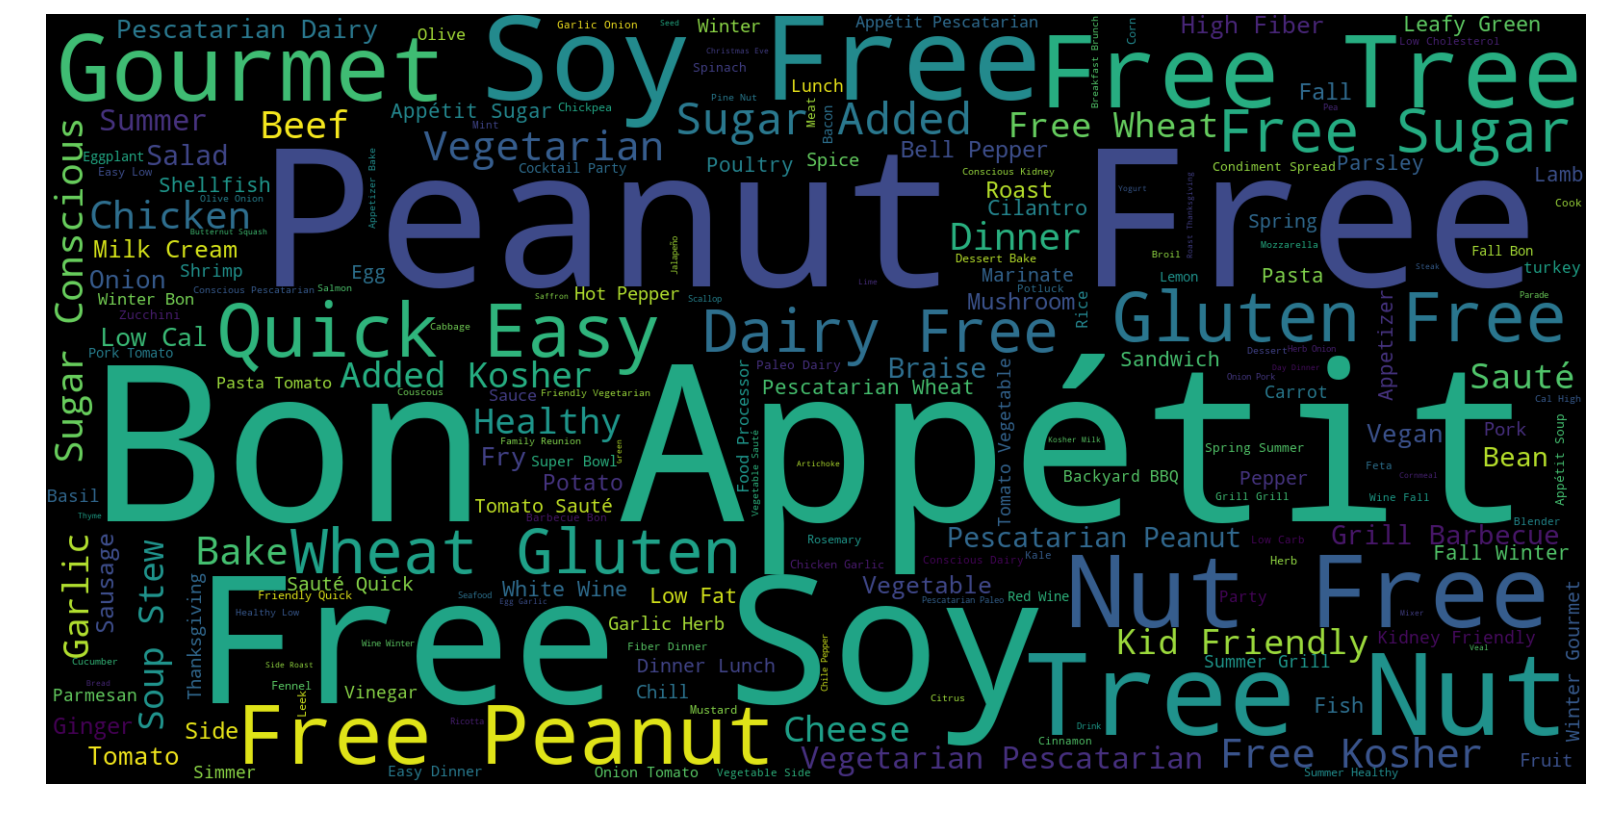 Pescatarian Dairy
Olive
Garlic Onion
Seed
Winter
Appétit Pescatarian
Corn
High Fiber
Leafy Green
Gourmet
Soy Free
Christmas Eve
Spinach
Free Tree
Low Cholesterol
Breakfast Brunch
Appétit Sugar
Chickpea
Pine Nut
Lunch
Meat
Bacon
Fall
Pea
Summer
Beef
Mint
Vegetarian
Sugar Added
Free Wheat
Free Sugar
Sugar Conscious
Eggplant
Salad
Easy Low
Appetizer Bake
Cocktail Party
Poultry
Spice
Bell Pepper
Condiment Spread
Parsley
Lamb
Shellfish
Olive Onion
Peanut Free
Conscious Kidney
Roast
Yogurt
Roast Thanksgiving
Cook
Chicken
Cilantro
Spring
Butternut Squash
Dinner
Milk Cream
Jalapeño
Dessert Bake
Broil
Mozzarella
Fall Bon
Onion
Shrimp
Egg
Line
Marinate
Lemon
Pasta
Steak
turkey
Conscious Pescatarian
Salmon
Saffron
Hot Pepper
Scallop
Potluck
Mushroom
Rice
Winter Bon
Zucchini
Parade
Low Cal
Quick Easy
Cabbage
Dairy Free
Gluten Free
Appetizer
Pork Tomato
Paleo Dairy
Braise
Sandwich
Dessert
Herb Onion
Day Dinner
Pasta Tomato
Added Kosher
Couscous
Sauce
Friendly Vegetarian
Pescatarian Wheat
Onion Pork
Carrot
Sauté
Cal High
Bon Appétit
Healthy
Family Reunion
Green
Food Processor
Vegetable Sauté
Artichoke
Kosher Milk
Tomato Vegetable
Spring Summer
Vegan
Pork
Fry
Super Bowl
Potato
Backyard BBQ
Pepper
Feta
Cornmeal
Bean
Appétit Soup
Basil
Thyme
Tomato Sauté
Barbecue Bon
Grill Grill
Wine Fall
Blender
Garlic
Sausage
Soup Stew
Bake
Wheat Gluten
Rosemary
Pescatarian Peanut
Low Carb
Grill Barbecue
Chicken Garlic
Conscious Dairy
Kale
Herb
Fall Winter
Thanksgiving
Sauté Quick
Friendly Quick
Seafood
Egg Garlic
White Wine
Low Fat
Vegetable
Pescatarian Paleo
Red Wine
Nut Free
Party
Mixer
Healthy Low
Free Soy
Wine Winter
Garlic Herb
Kid Friendly
Kidney Friendly
Winter Gourmet
Cucumber
Side Roast
Fiber Dinner
Chile Pepper
Veal
Bread
Fennel
Dinner Lunch
Summer Grill
Parmesan
Leek
Vinegar
Chill
Citrus
Tree Nut
Fish
Ginger
Side
Free Peanut
Ricotta
Mustard
Cheese
Drink
Cinnamon
Tomato
Vegetarian Pescatarian
Free Kosher
Fruit
Simmer
Easy Dinner
Onion Tomato
Vegetable Side
Summer Healthy